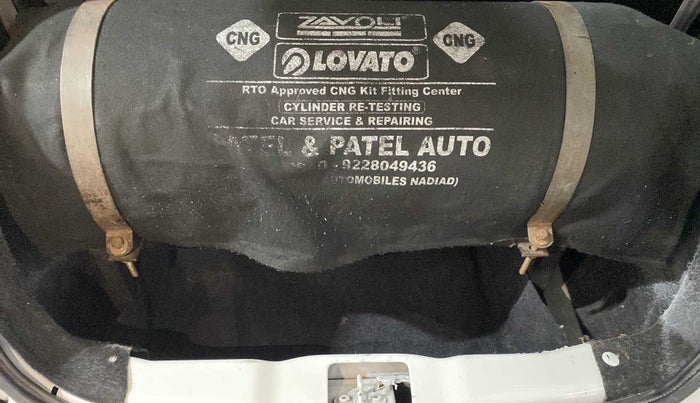 ZAVOLI
CNG
CNG
LOVATO
RTO Approved CNG Kit Fitting Center
CYLINDER RE-TESTING
CAR SERVICE & REPAIRING
& PATEL AUTO
9228049436
NADIAD)